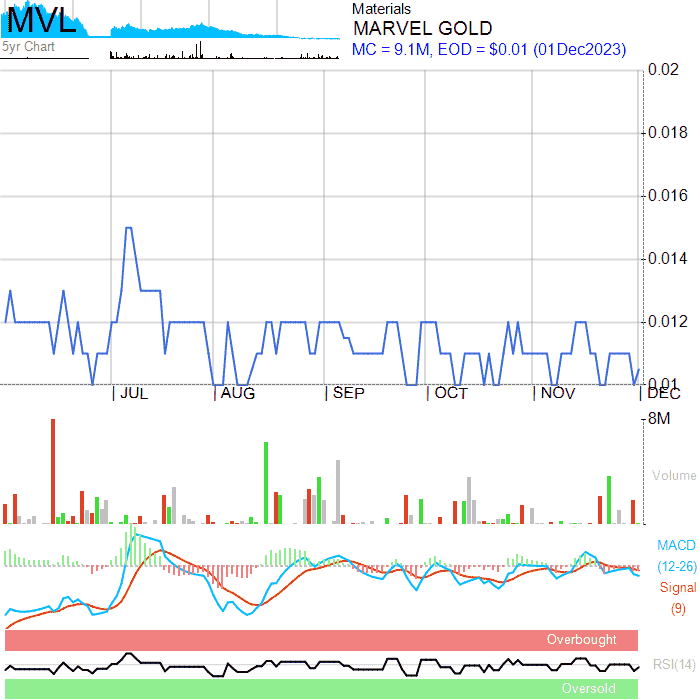 MVL
5yr Chart
Materials
MARVEL GOLD
MC = 9.1M, EOD = $0.01 (01Dec2023)
0.02
0.018
0.016
0.014
0.012
0.01
JUL AUG SEP OCT NOV DEC
8M
Volume
MACD
(12-26)
Signal
(9)
Overbought
RSI(14)
Oversold